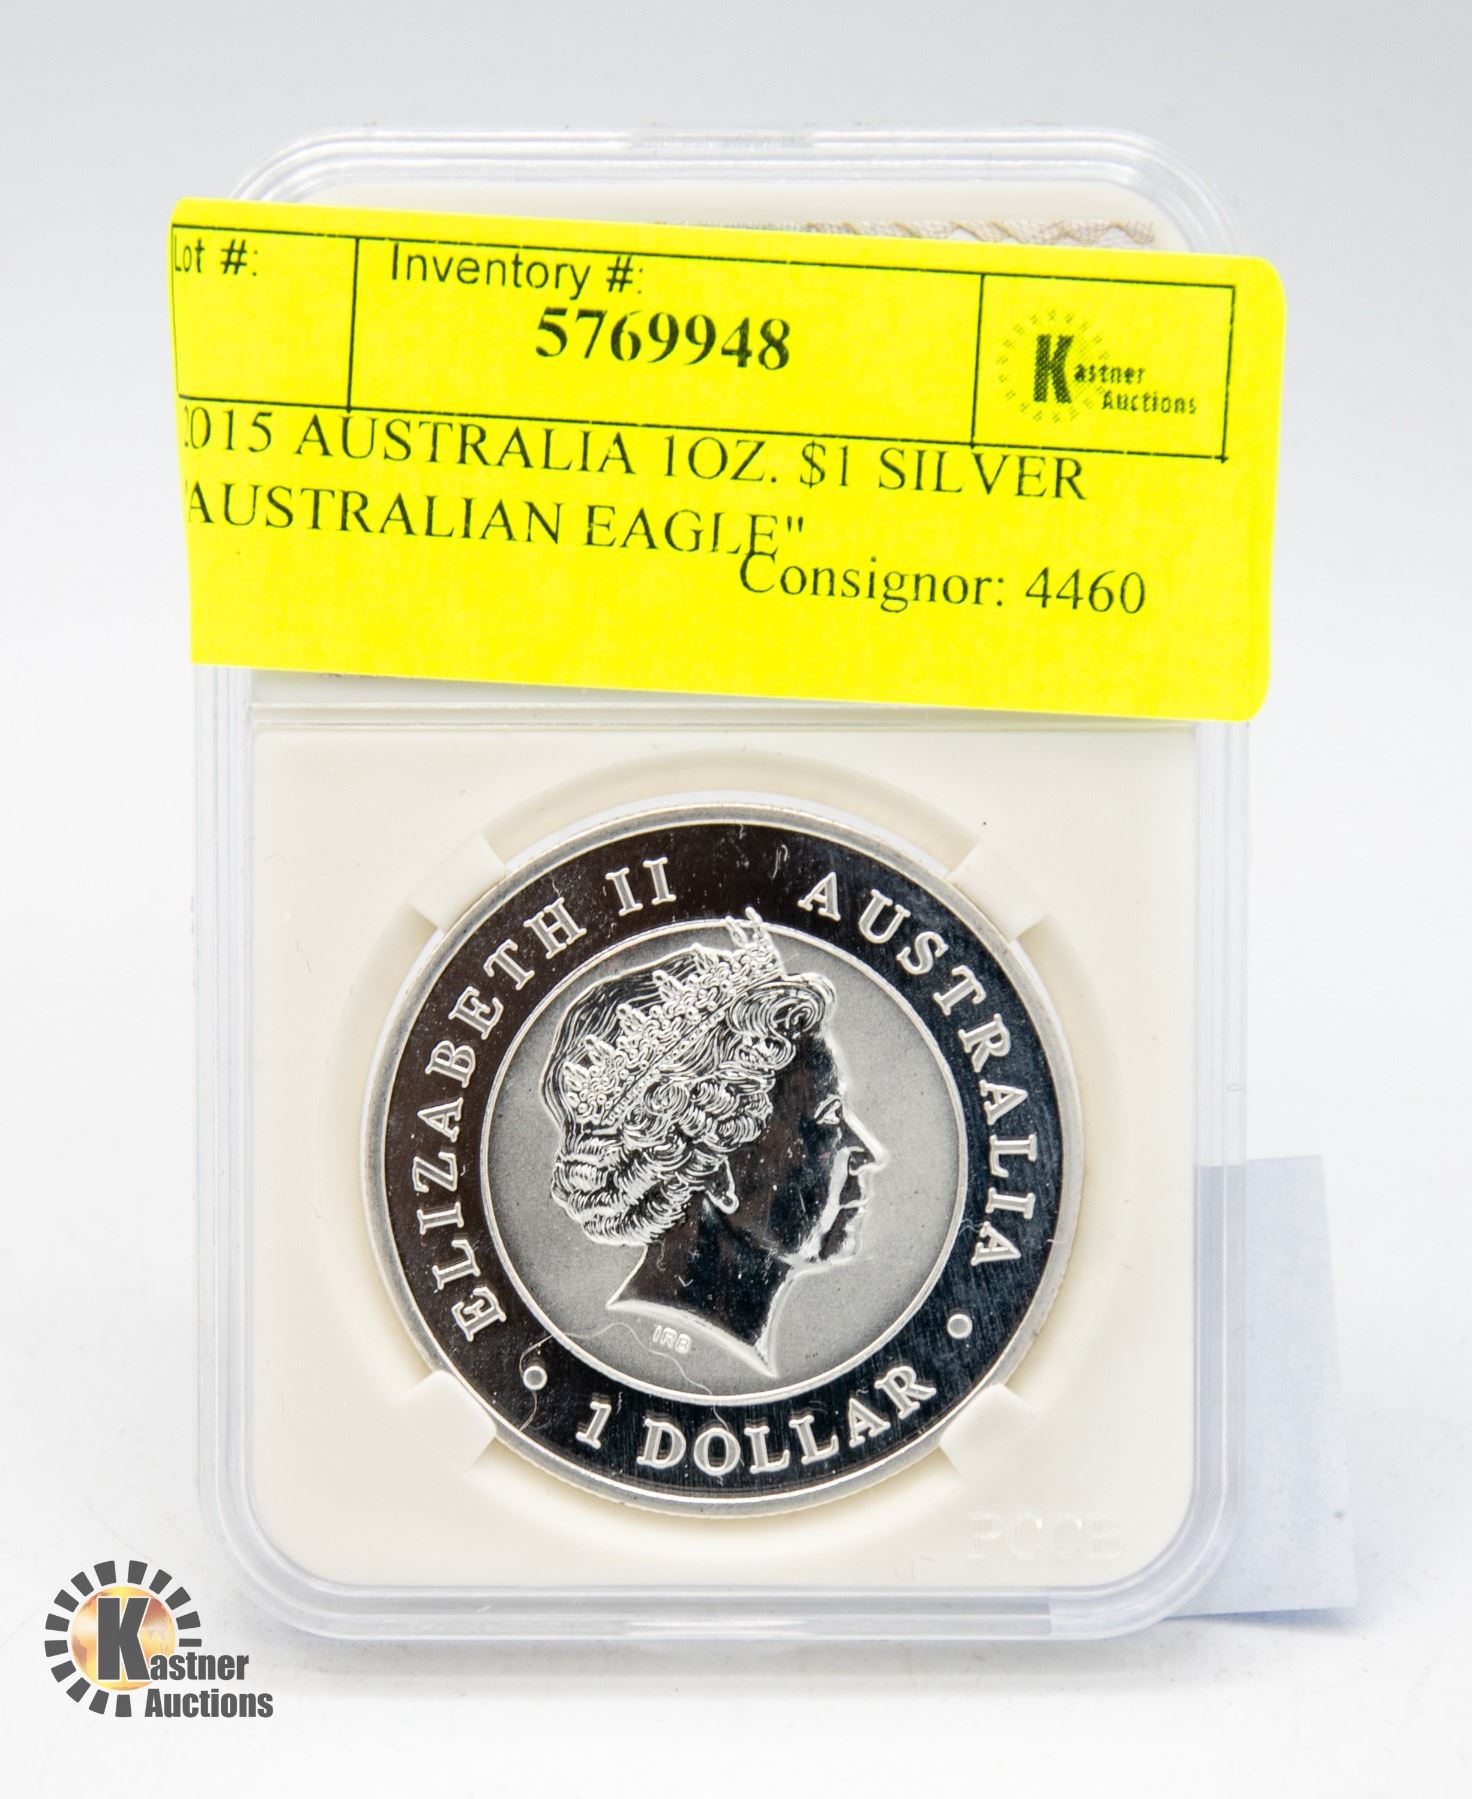 Lot #:
Inventory #:
5769948
Kastner
Auctions
2015 AUSTRALIA 1OZ. $1 SILVER
"AUSTRALIAN EAGLE"
Consignor: 4460
ELIZABETH II AUSTRALIA
IRB
1 DOLLAR
PCCB
Kastner
Auctions